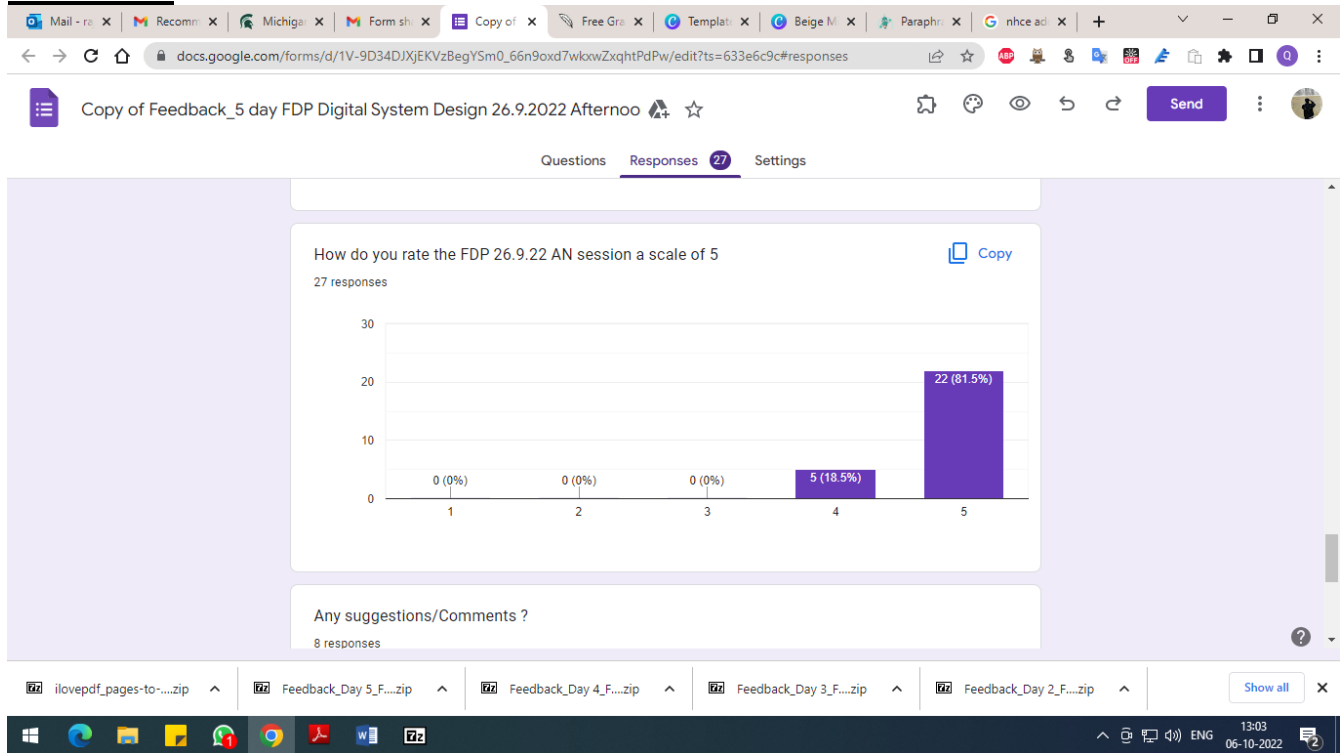 Mail - ra
Recomm
Michiga
Form sh
Copy of
Free Gra
Templat
Beige M
Paraphr
nhce ad
docs.google.com/forms/d/1V-9D34DJXjEKVzBegYSm0_66n9oxd7wkxwZxqhtPdPw/edit?ts=633e6c9c#responses
ABP
OFF
Q
Copy of Feedback_5 day FDP Digital System Design 26.9.2022 Afternoo
Send
Questions Responses 27 Settings
How do you rate the FDP 26.9.22 AN session a scale of 5
Copy
27 responses
30
20
10
0
0 (0%)
0 (0%)
0 (0%)
5 (18.5%)
22 (81.5%)
1 2 3 4 5
Any suggestions/Comments ?
8 responses
ilovepdf_pages-to-....zip
Feedback_Day 5_F....zip
Feedback_Day 4_F....zip
Feedback_Day 3_F....zip
Feedback_Day 2_F....zip
Show all
ENG
13:03
06-10-2022